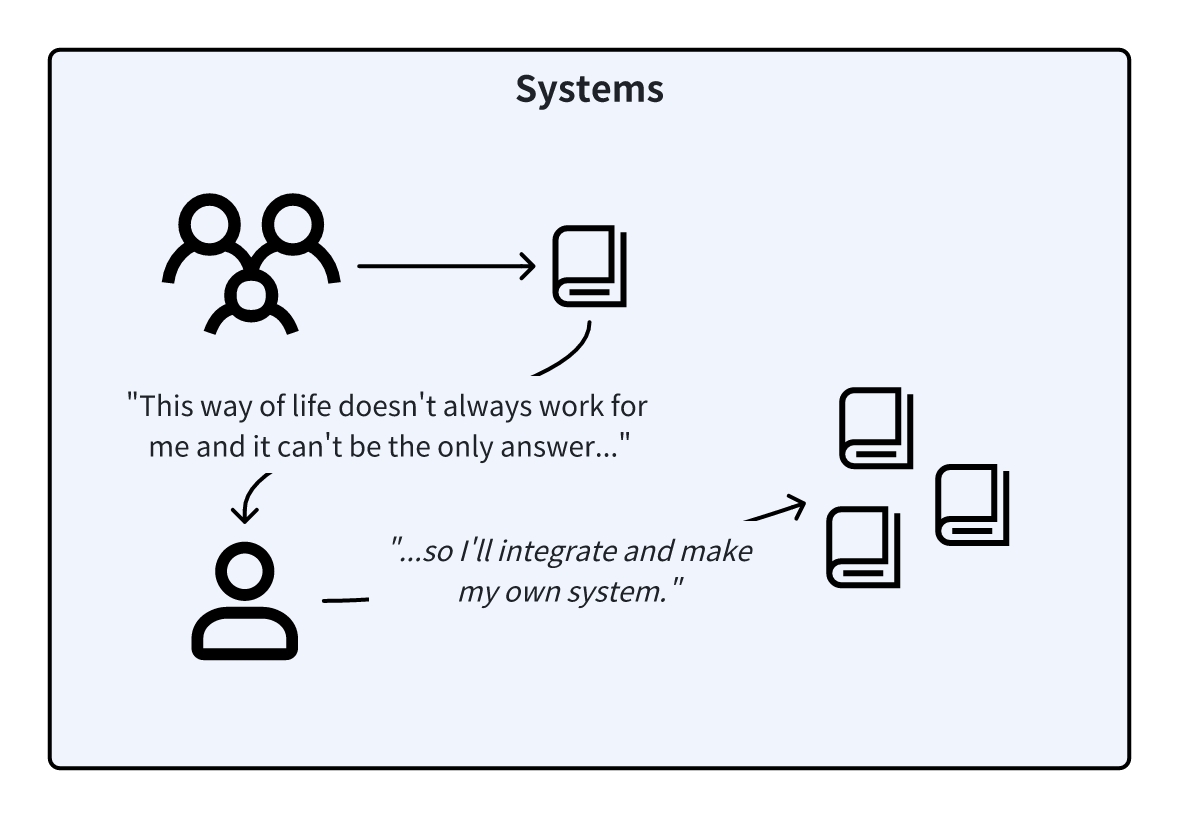 Systems
"This way of life doesn't always work for
me and it can't be the only answer..."
"...so I'll integrate and make
my own system."